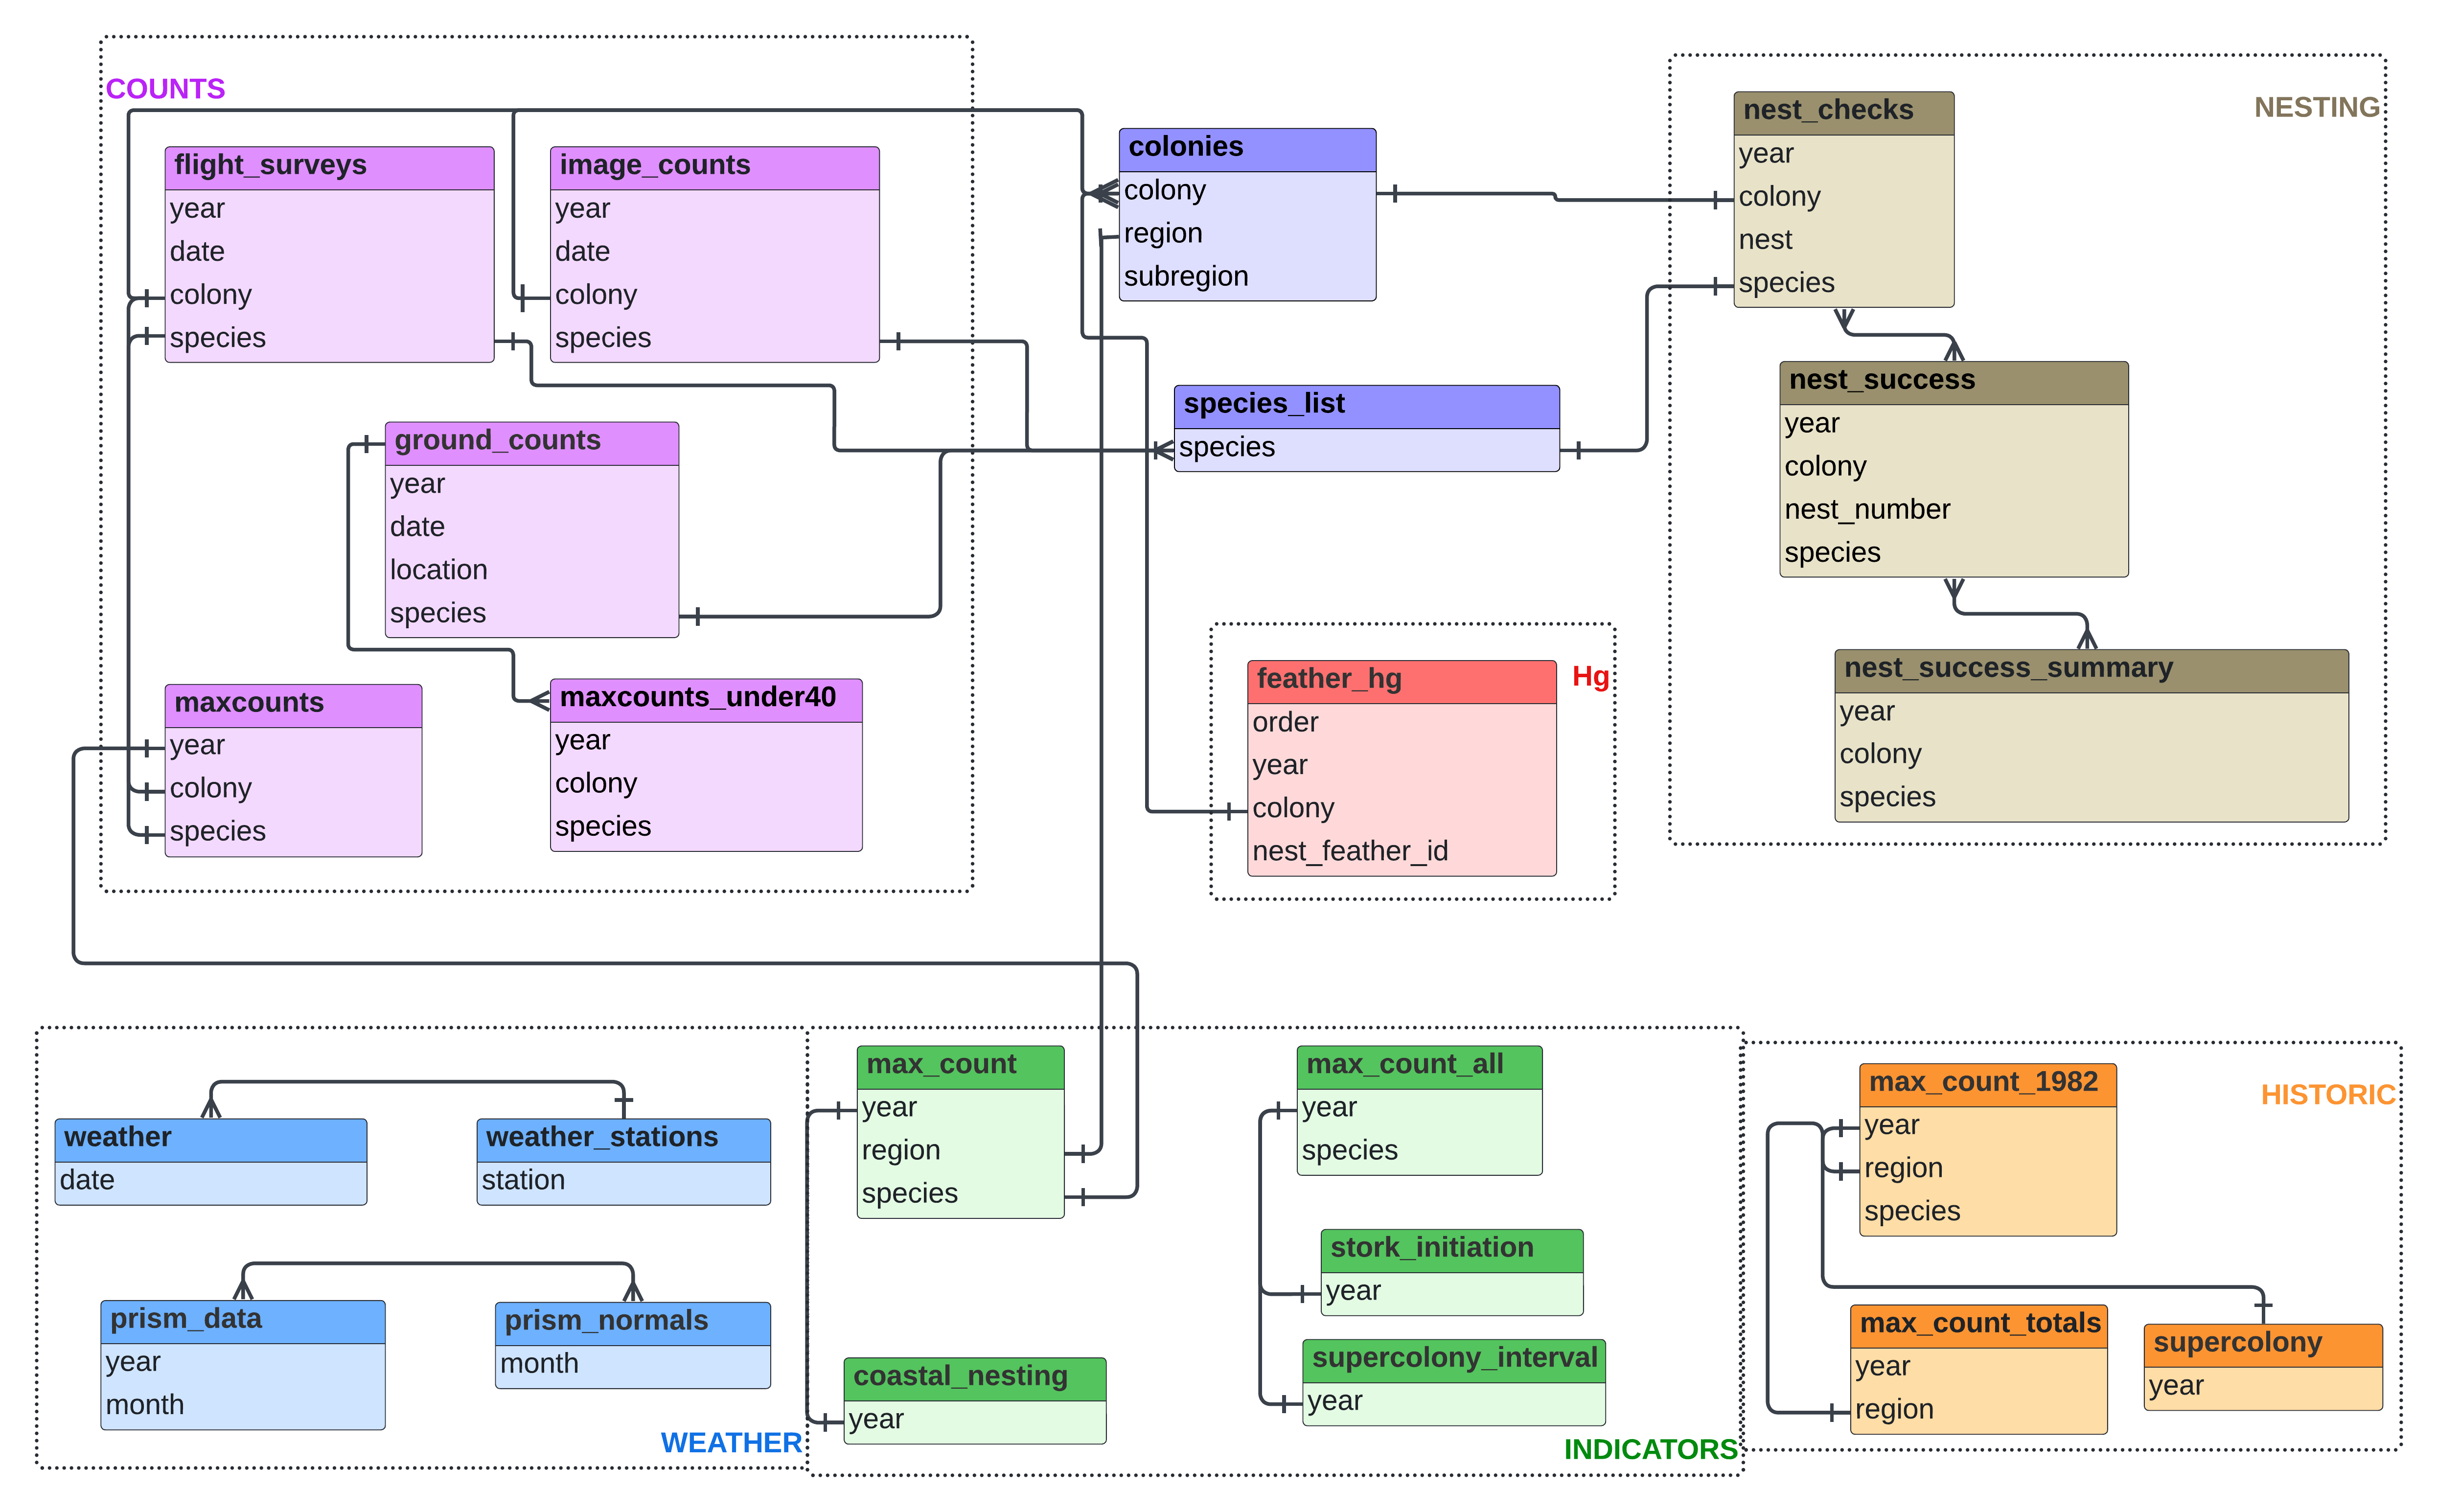 COUNTS
flight_surveys
year
date
colony
species
image_counts
year
date
colony
species
ground_counts
year
date
location
species
maxcounts
year
colony
species
maxcounts_under40
year
colony
species
colonies
colony
region
subregion
species_list
species
Hg
feather_hg
order
year
colony
nest_feather_id
NESTING
nest_checks
year
colony
nest
species
nest_success
year
colony
nest_number
species
nest_success_summary
year
colony
species
weather
date
weather_stations
station
prism_data
year
month
prism_normals
month
WEATHER
max_count
year
region
species
coastal_nesting
year
max_count_all
year
species
stork_initiation
year
supercolony_interval
year
INDICATORS
HISTORIC
max_count_1982
year
region
species
max_count_totals
year
region
supercolony
year